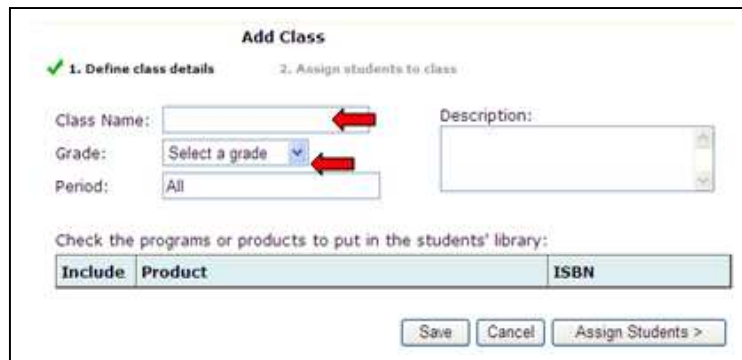 Add Class
1. Define class details 2. Assign students to class
Class Name:
Description:
Grade: Select a grade
Period: All
Check the programs or products to put in the students' library:
Include Product ISBN
Save Cancel Assign Students >